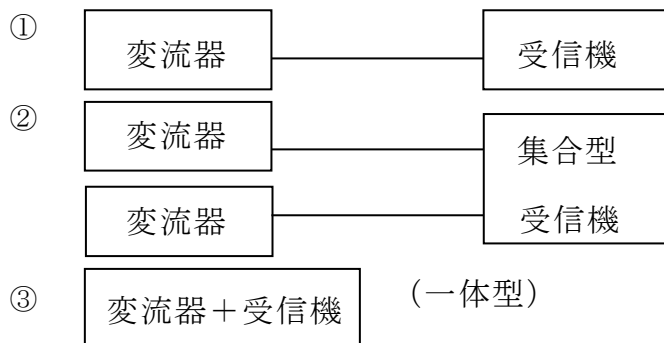 ①
変流器 受信機
②
変流器 集合型
変流器 受信機
③
変流器＋受信機 （一体型）